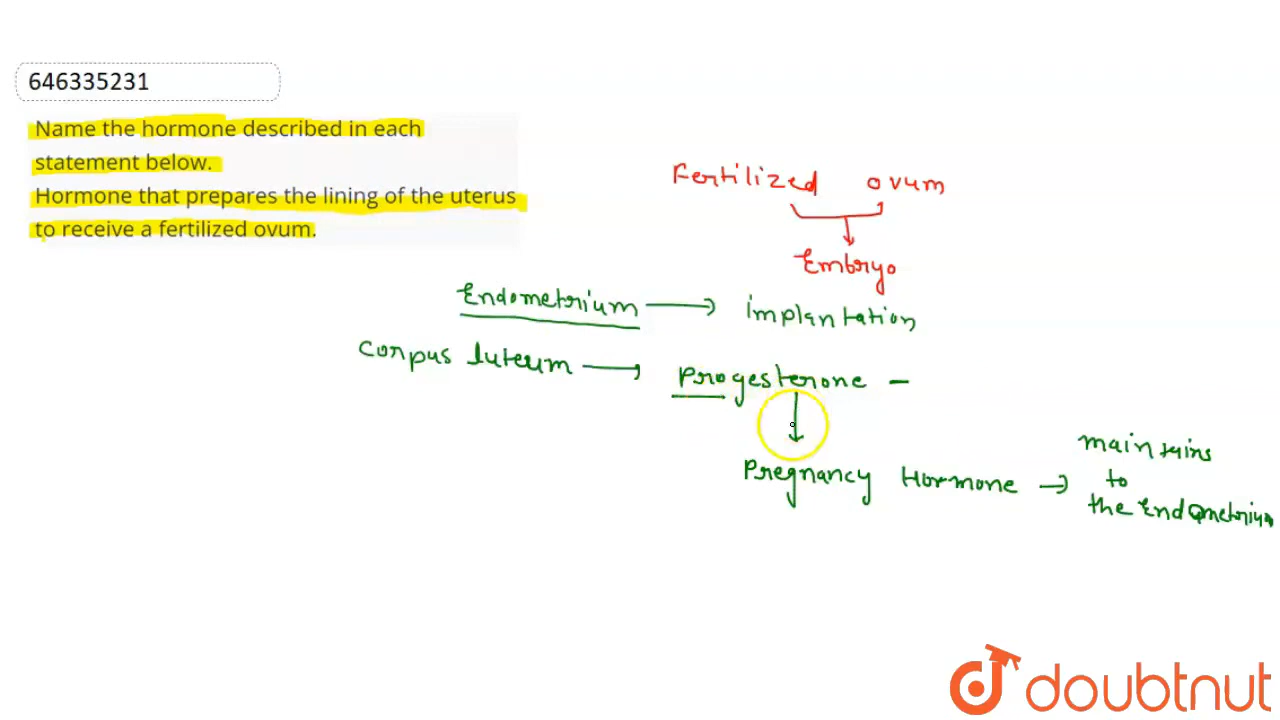 646335231
Name the hormone described in each
statement below.
Hormone that prepares the lining of the uterus
to receive a fertilized ovum.
Fertilized ovum
Embryo
Endometrium → implantation
Corpus luteum → Progesterone –
Pregnancy Hormone →
maintains
to
the Endometrium
doubtnut